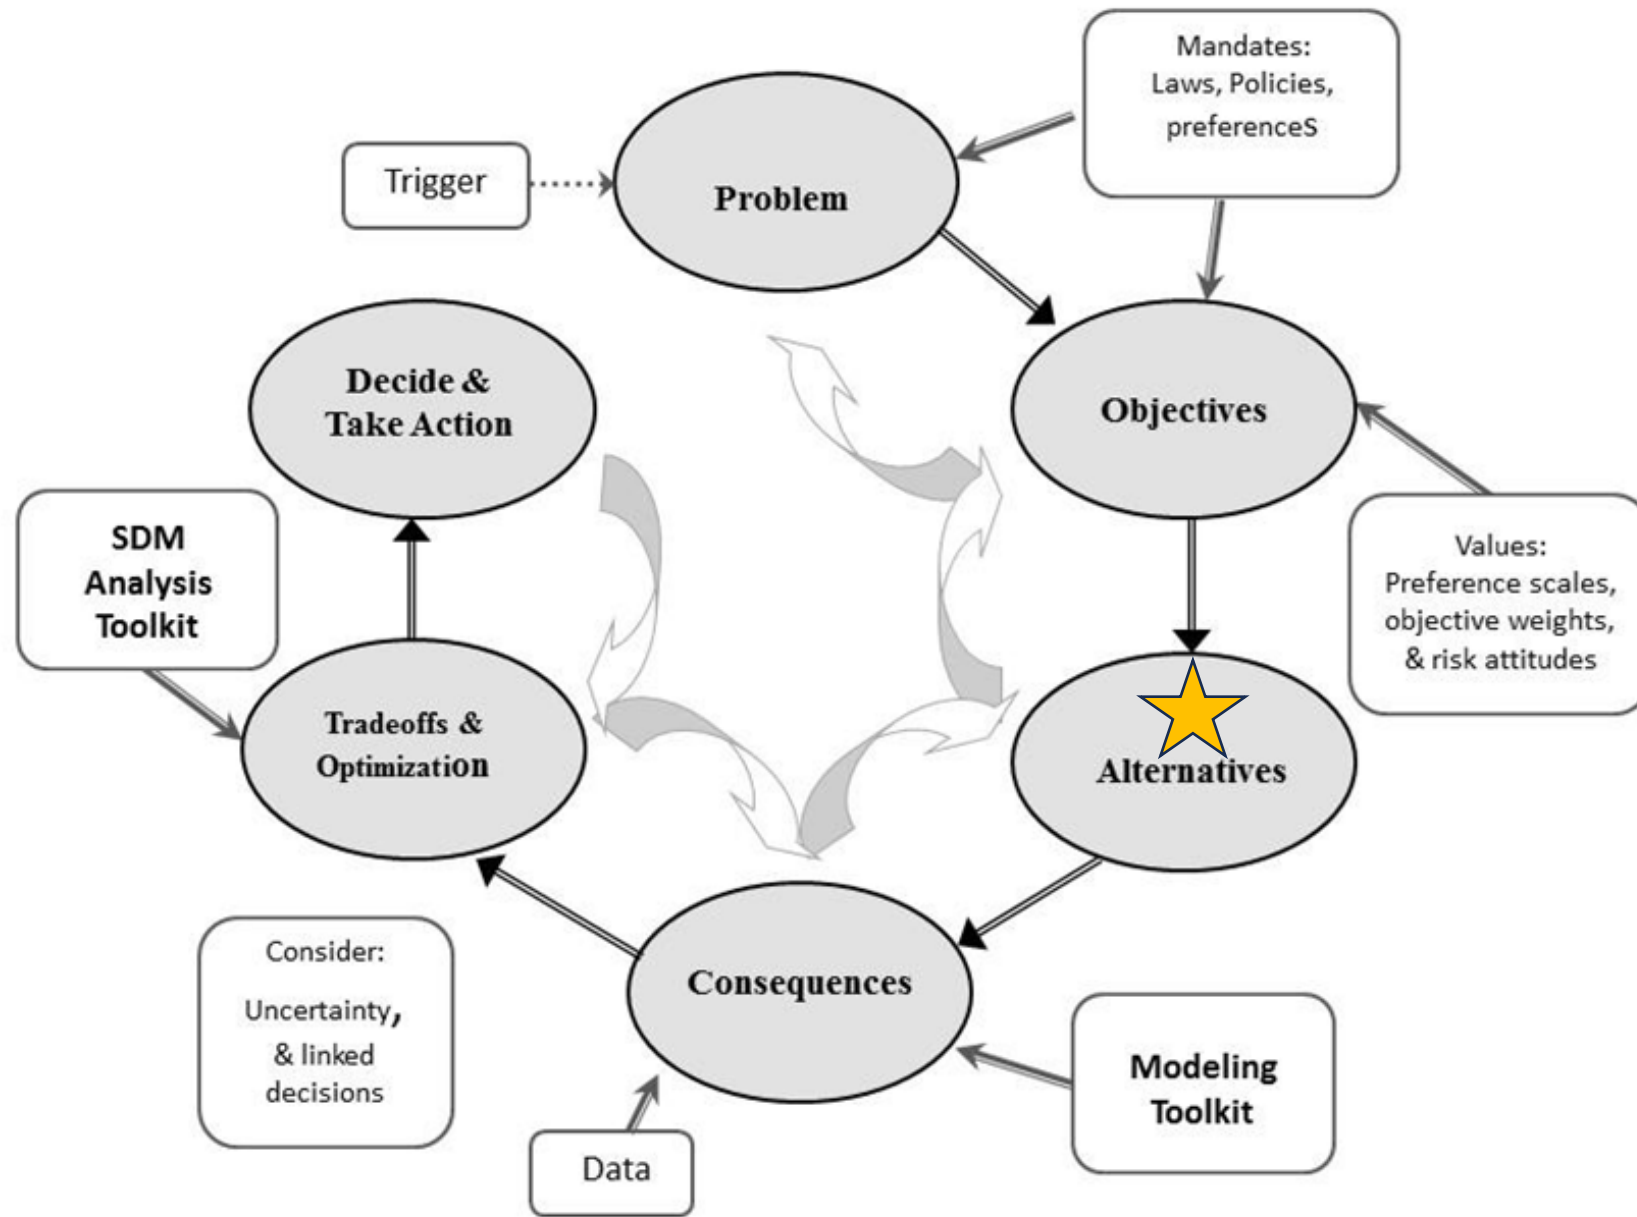 Mandates:
Laws, Policies,
preferences
Trigger
Problem
Decide &
Take Action
Objectives
SDM
Analysis
Toolkit
Values:
Preference scales,
objective weights,
& risk attitudes
Tradeoffs &
Optimization
Alternatives
Consider:
Uncertainty,
& linked
decisions
Consequences
Modeling
Toolkit
Data